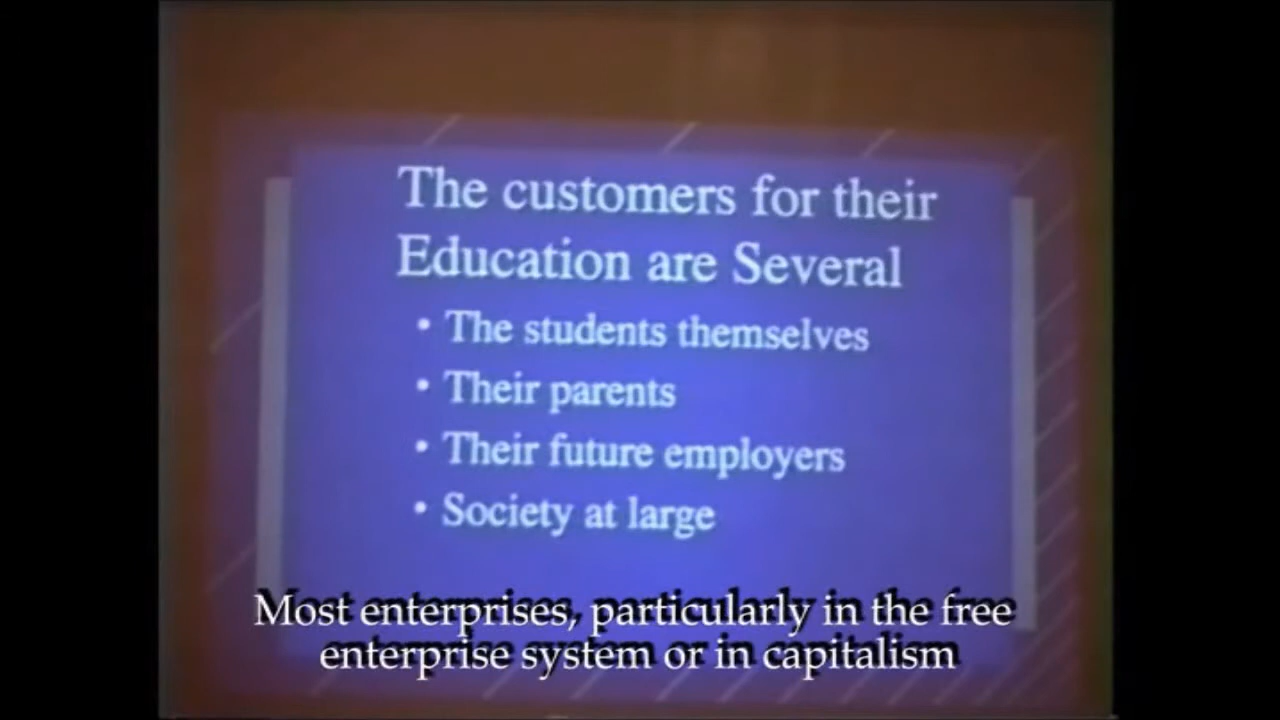 The customers for their
Education are Several
• The students themselves
• Their parents
• Their future employers
• Society at large
Most enterprises, particularly in the free
enterprise system or in capitalism